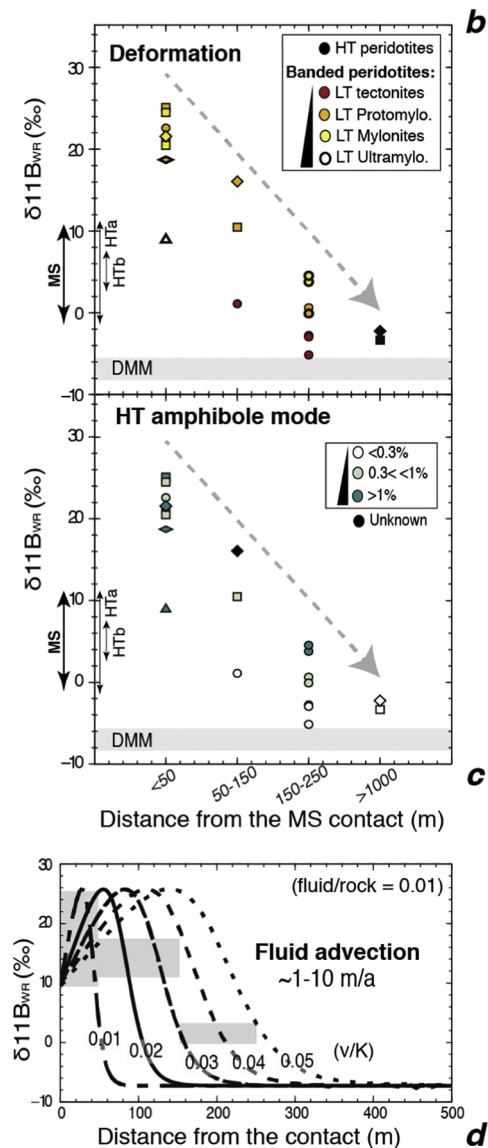 b
Deformation
HT peridotites
Banded peridotites:
LT tectonites
LT Protomylo.
LT Mylonites
LT Ultramylo.
δ11BWR (‰)
30
20
10
0
−10
MS
HTa
HTb
DMM
HT amphibole mode
<0.3%
0.3< <1%
>1%
Unknown
δ11BWR (‰)
30
20
10
0
−10
MS
HTa
HTb
DMM
<50
50-150
150-250
>1000
Distance from the MS contact (m)
c
30
20
10
0
−10
δ11BWR (‰)
(fluid/rock = 0.01)
Fluid advection
~1-10 m/a
0.01
0.02
0.03
0.04
0.05
(v/K)
0
100
200
300
400
500
Distance from the contact (m)
d